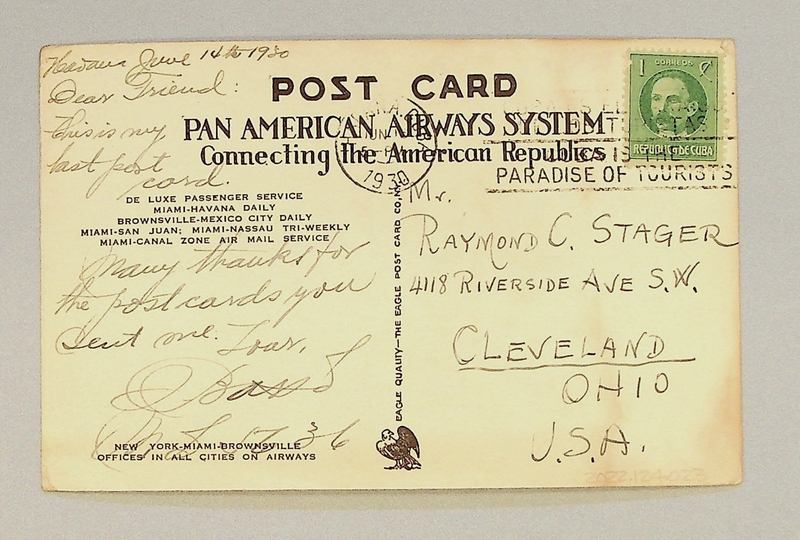 Havana June 14th 1930
Dear Friend:
This is my
last post
card.
Many thanks for
the postcards you
sent me.
POST CARD
PAN AMERICAN AIRWAYS SYSTEM
Connecting the American Republics
DE LUXE PASSENGER SERVICE
MIAMI-HAVANA DAILY
BROWNSVILLE-MEXICO CITY DAILY
MIAMI-SAN JUAN; MIAMI-NASSAU TRI-WEEKLY
MIAMI-CANAL ZONE AIR MAIL SERVICE
NEW YORK-MIAMI-BROWNSVILLE
OFFICES IN ALL CITIES ON AIRWAYS
EAGLE QUALITY—THE EAGLE POST CARD CO.
1930
PARADISE OF TOURISTS
1 CORREOS ¢
REPUBLICA DE CUBA
Mr.
RAYMOND C. STAGER
4118 RIVERSIDE AVE S.W.
CLEVELAND
OHIO
U.S.A.